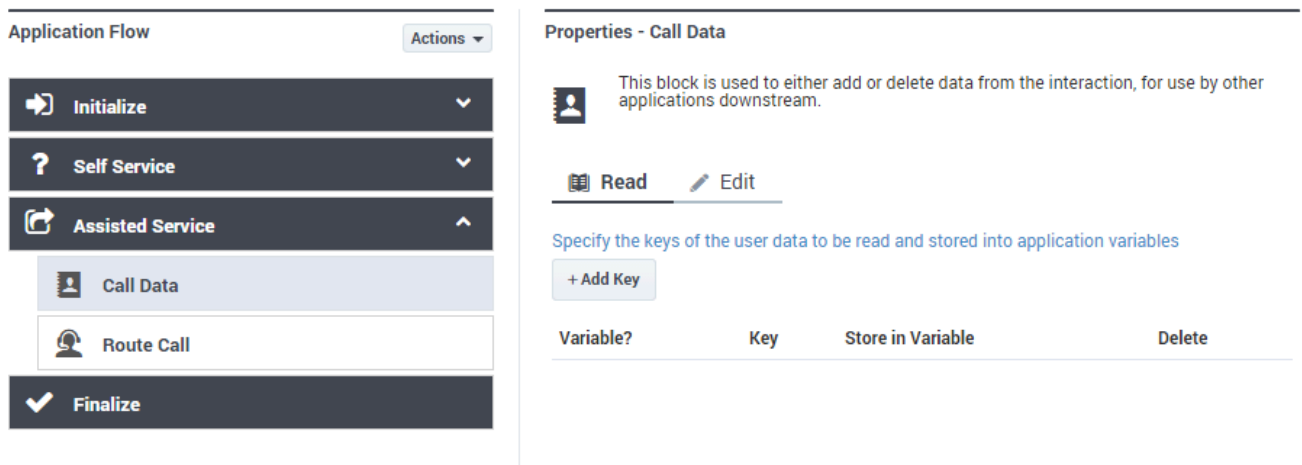 Application Flow
Actions
Initialize
Self Service
Assisted Service
Call Data
Route Call
Finalize
Properties - Call Data
This block is used to either add or delete data from the interaction, for use by other
applications downstream.
Read
Edit
Specify the keys of the user data to be read and stored into application variables
+ Add Key
Variable? Key Store in Variable Delete